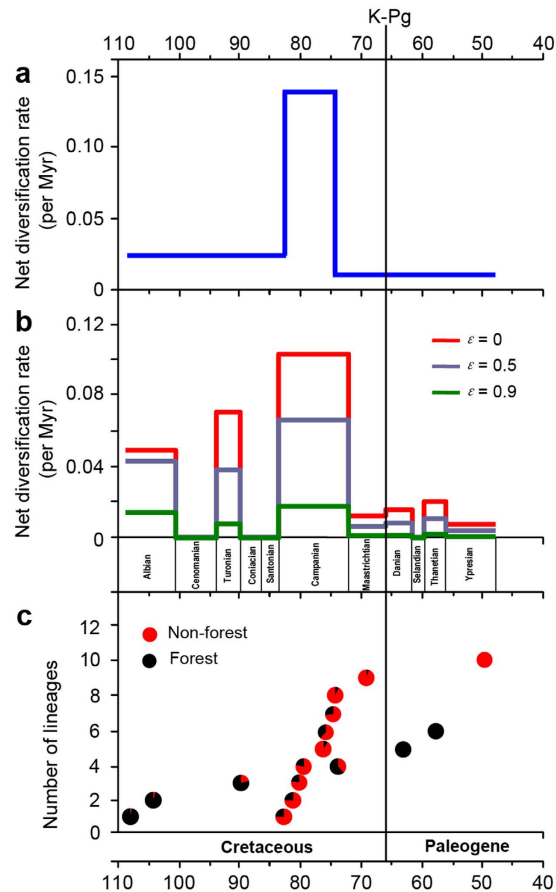 K-Pg
110 100 90 80 70 60 50 40
a
Net diversification rate
(per Myr)
0.15
0.10
0.05
0
b
Net diversification rate
(per Myr)
0.12
0.08
0.04
0
ε = 0
ε = 0.5
ε = 0.9
Albian
Cenomanian
Turonian
Coniacian
Santonian
Campanian
Maastrichtian
Danian
Selandian
Thanetian
Ypresian
c
Non-forest
Forest
Number of lineages
12
10
8
6
4
2
0
Cretaceous Paleogene
110 100 90 80 70 60 50 40